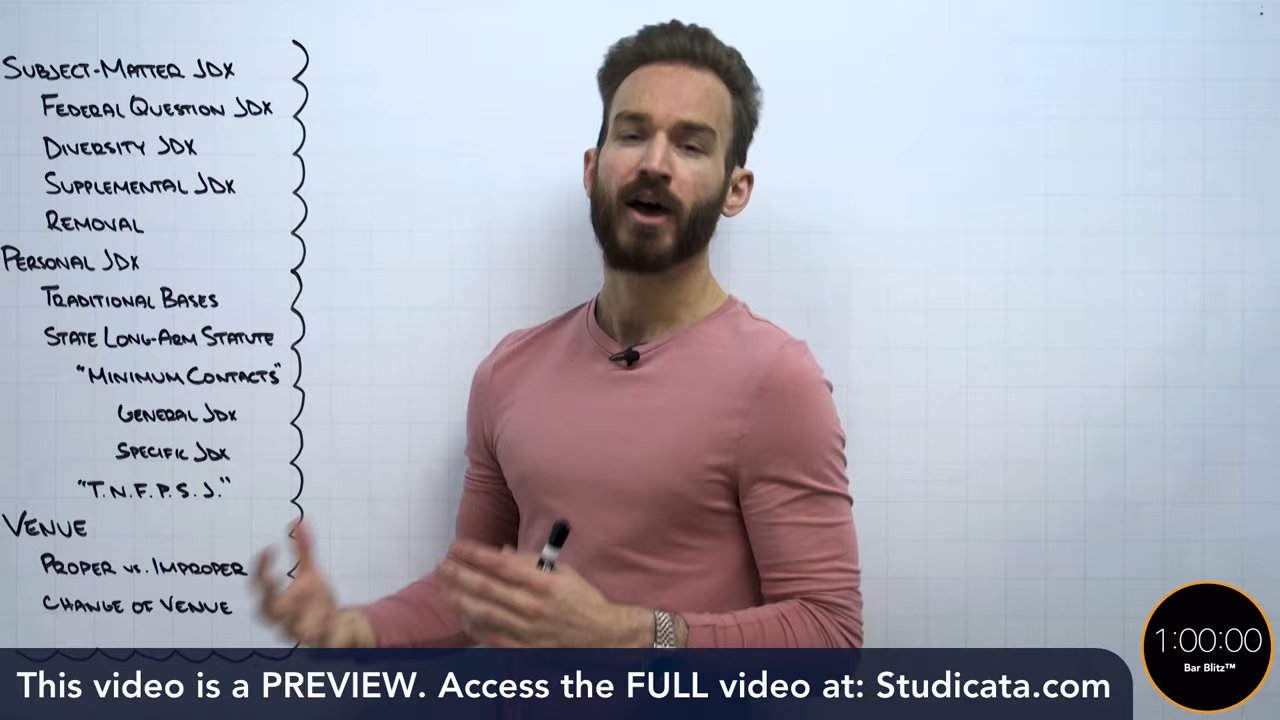 SUBJECT-MATTER JDX
FEDERAL QUESTION JDX
DIVERSITY JDX
SUPPLEMENTAL JDX
REMOVAL
PERSONAL JDX
TRADITIONAL BASES
STATE LONG-ARM STATUTE
"MINIMUM CONTACTS"
GENERAL JDX
SPECIFIC JDX
"T.N.F.P.S.J."
VENUE
PROPER vs. IMPROPER
CHANGE OF VENUE
This video is a PREVIEW. Access the FULL video at: Studicata.com
1:00:00
Bar Blitz™